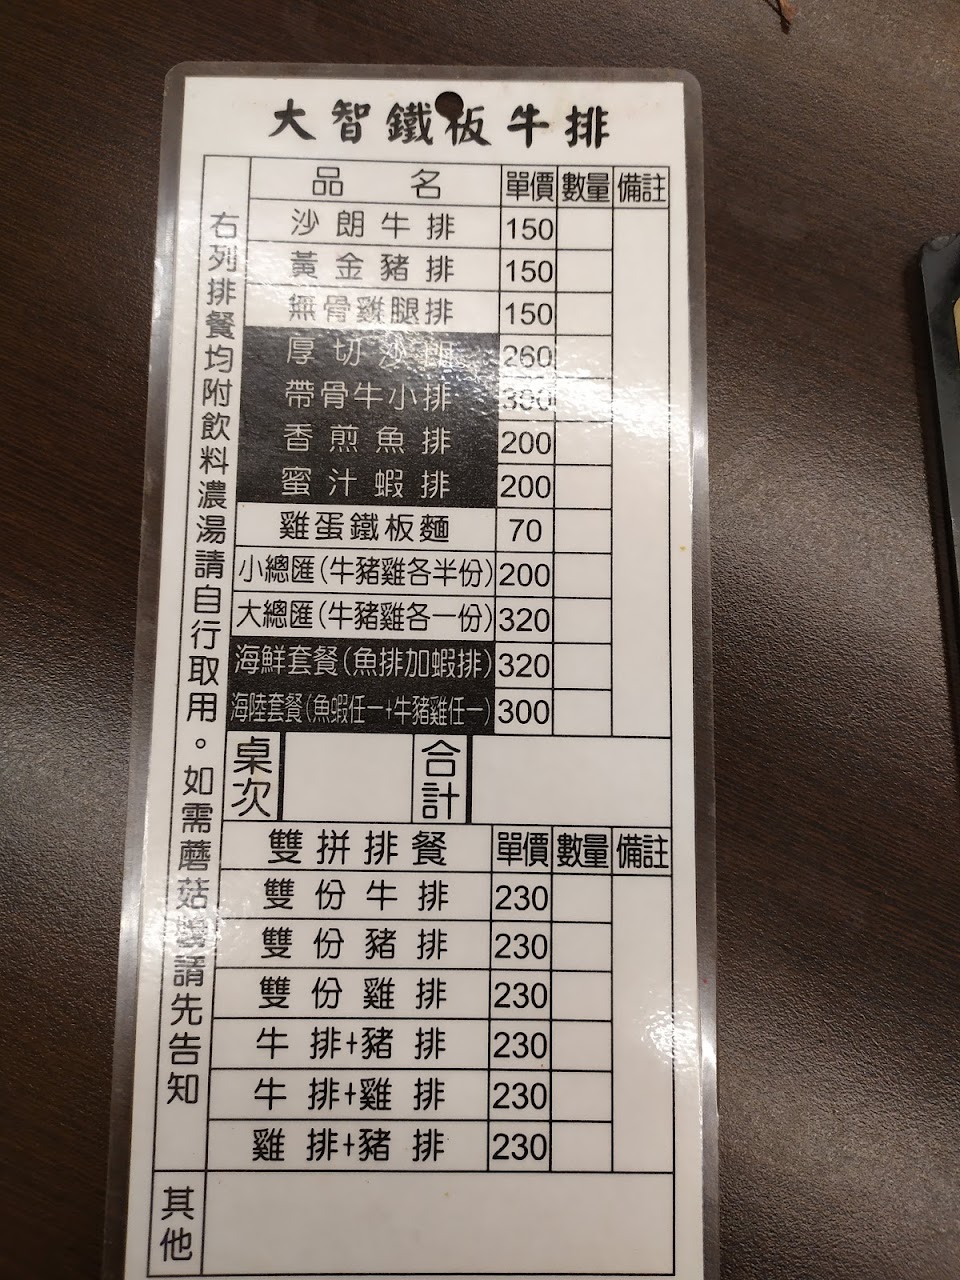 大智鐵板牛排
品 名 單價 數量 備註
沙朗牛排 150
黃金豬排 150
無骨雞腿排 150
厚切沙朗 260
帶骨牛小排 300
香煎魚排 200
蜜汁蝦排 200
雞蛋鐵板麵 70
小總匯(牛豬雞各半份) 200
大總匯(牛豬雞各一份) 320
海鮮套餐(魚排加蝦排) 320
海陸套餐(魚蝦任一+牛豬雞任一) 300
桌次 合計
雙拼排餐 單價 數量 備註
雙份牛排 230
雙份豬排 230
雙份雞排 230
牛排+豬排 230
牛排+雞排 230
雞排+豬排 230
右列排餐均附飲料濃湯請自行取用。如需蘑菇醬請先告知
其他